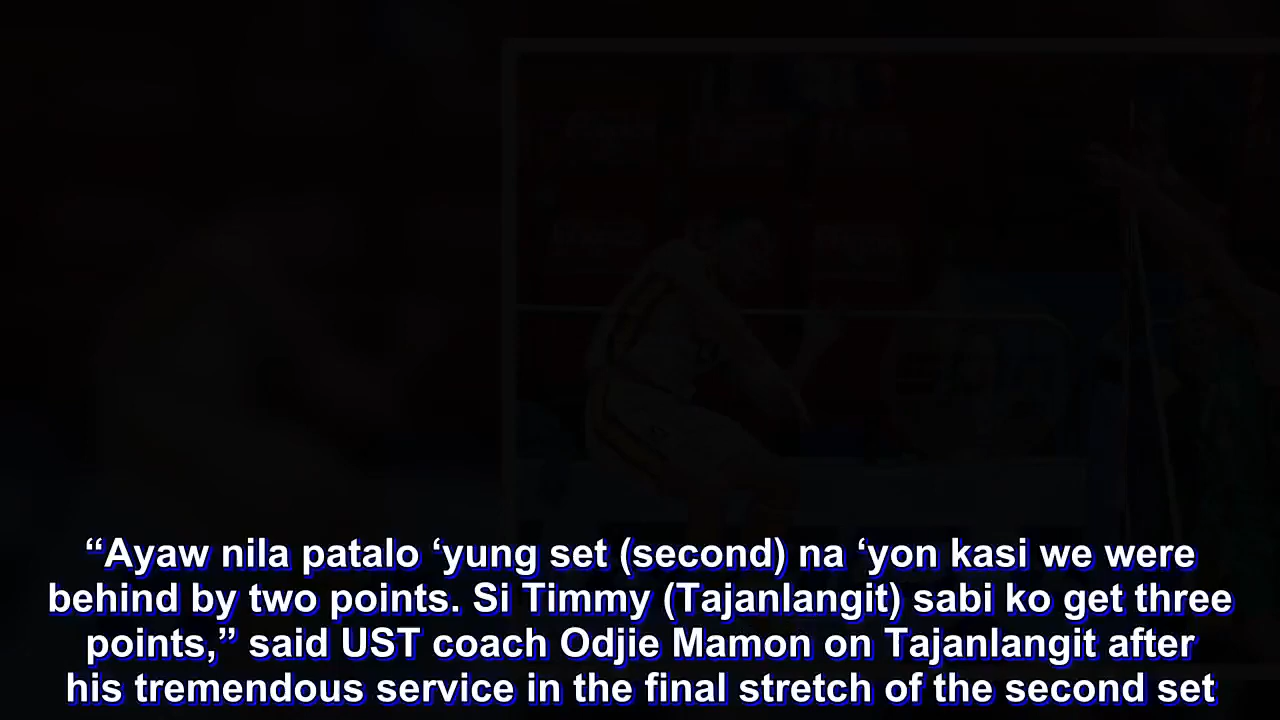 “Ayaw nila patalo ‘yung set (second) na ‘yon kasi we were
behind by two points. Si Timmy (Tajanlangit) sabi ko get three
points,” said UST coach Odjie Mamon on Tajanlangit after
his tremendous service in the final stretch of the second set